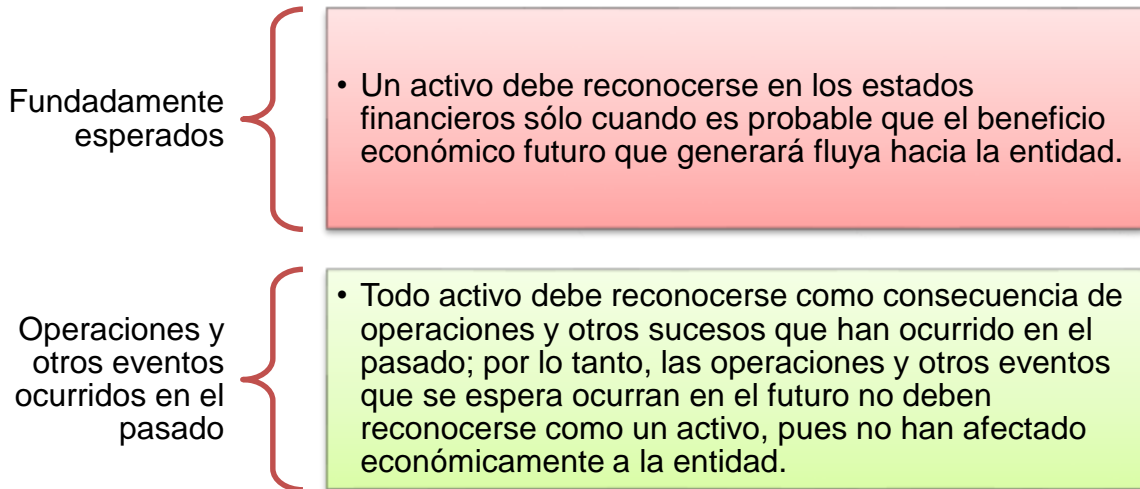 Fundadamente
esperados
• Un activo debe reconocerse en los estados
financieros sólo cuando es probable que el beneficio
económico futuro que generará fluya hacia la entidad.
Operaciones y
otros eventos
ocurridos en el
pasado
• Todo activo debe reconocerse como consecuencia de
operaciones y otros sucesos que han ocurrido en el
pasado; por lo tanto, las operaciones y otros eventos
que se espera ocurran en el futuro no deben
reconocerse como un activo, pues no han afectado
económicamente a la entidad.